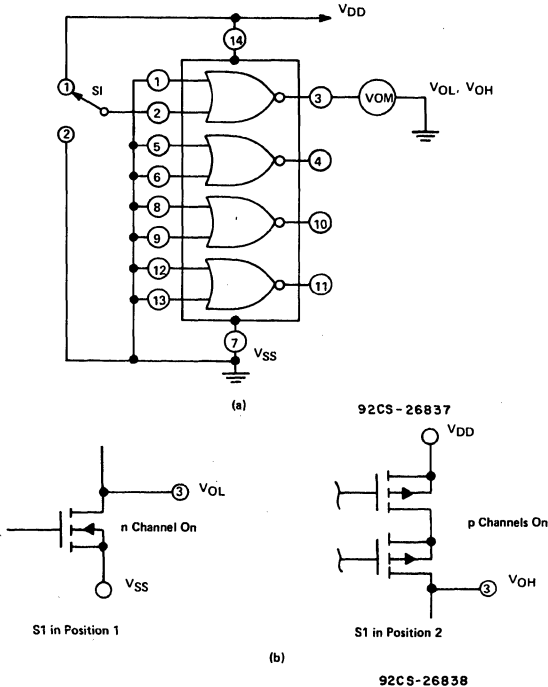 VDD
14
1
SI
1
2
3
VOM
VOL, VOH
2
5
6
4
8
9
10
12
13
11
7
VSS
(a)
92CS-26837
VDD
3 VOL
n Channel On
p Channels On
VSS
3 VOH
S1 in Position 1
S1 in Position 2
(b)
92CS-26838